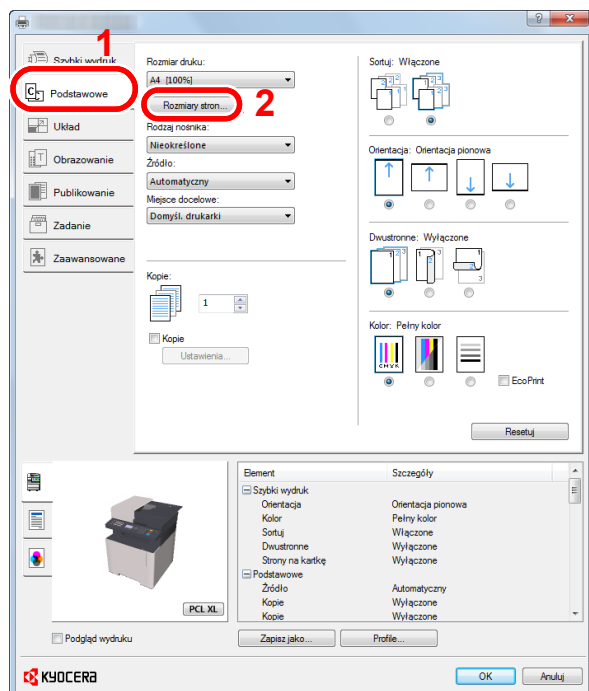 1
Szybki wydruk
Podstawowe
Układ
Obrazowanie
Publikowanie
Zadanie
Zaawansowane
Rozmiar druku:
A4 [100%]
Rozmiary stron...
2
Rodzaj nośnika:
Nieokreślone
Źródło:
Automatyczny
Miejsce docelowe:
Domyśl. drukarki
Kopie:
1
Kopie
Ustawienia...
Sortuj: Włączone
Orientacja: Orientacja pionowa
Dwustronne: Wyłączone
Kolor: Pełny kolor
CMYK
EcoPrint
Resetuj
PCL XL
Podgląd wydruku
Element Szczegóły
Szybki wydruk
Orientacja Orientacja pionowa
Kolor Pełny kolor
Sortuj Włączone
Dwustronne Wyłączone
Strony na kartkę Wyłączone
Podstawowe
Źródło Automatyczny
Kopie Wyłączone
Kopie Wyłączone
Zapisz jako... Profile...
KYOCERA
OK Anuluj